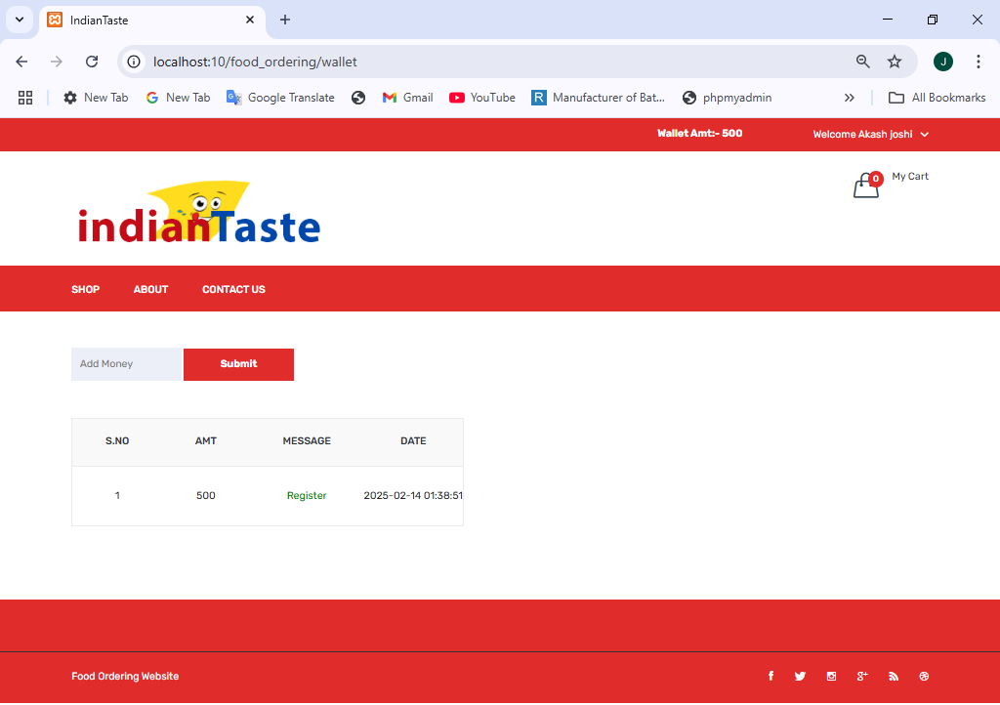 IndianTaste
localhost:10/food_ordering/wallet
J
New Tab
New Tab
Google Translate
Gmail
YouTube
R
Manufacturer of Bat...
phpmyadmin
All Bookmarks
Wallet Amt:- 500
Welcome Akash joshi
indianTaste
0
My Cart
SHOP ABOUT CONTACT US
Add Money
Submit
S.NO AMT MESSAGE DATE
1 500 Register 2025-02-14 01:38:51
Food Ordering Website